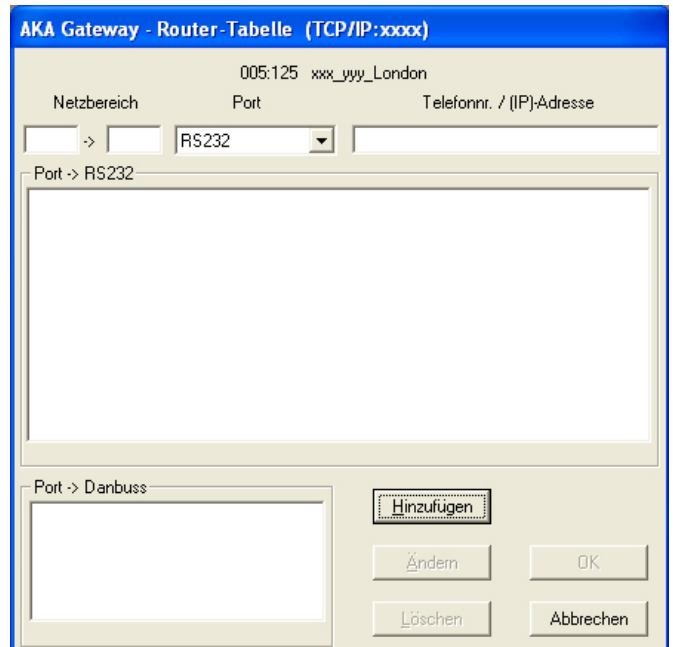 AKA Gateway - Router-Tabelle (TCP/IP:xxxx)
005:125 xxx_yyy_London
Netzbereich Port Telefonnr. / (IP)-Adresse
-> RS232
Port -> RS232
Port -> Danbuss
Hinzufügen
Ändern OK
Löschen Abbrechen